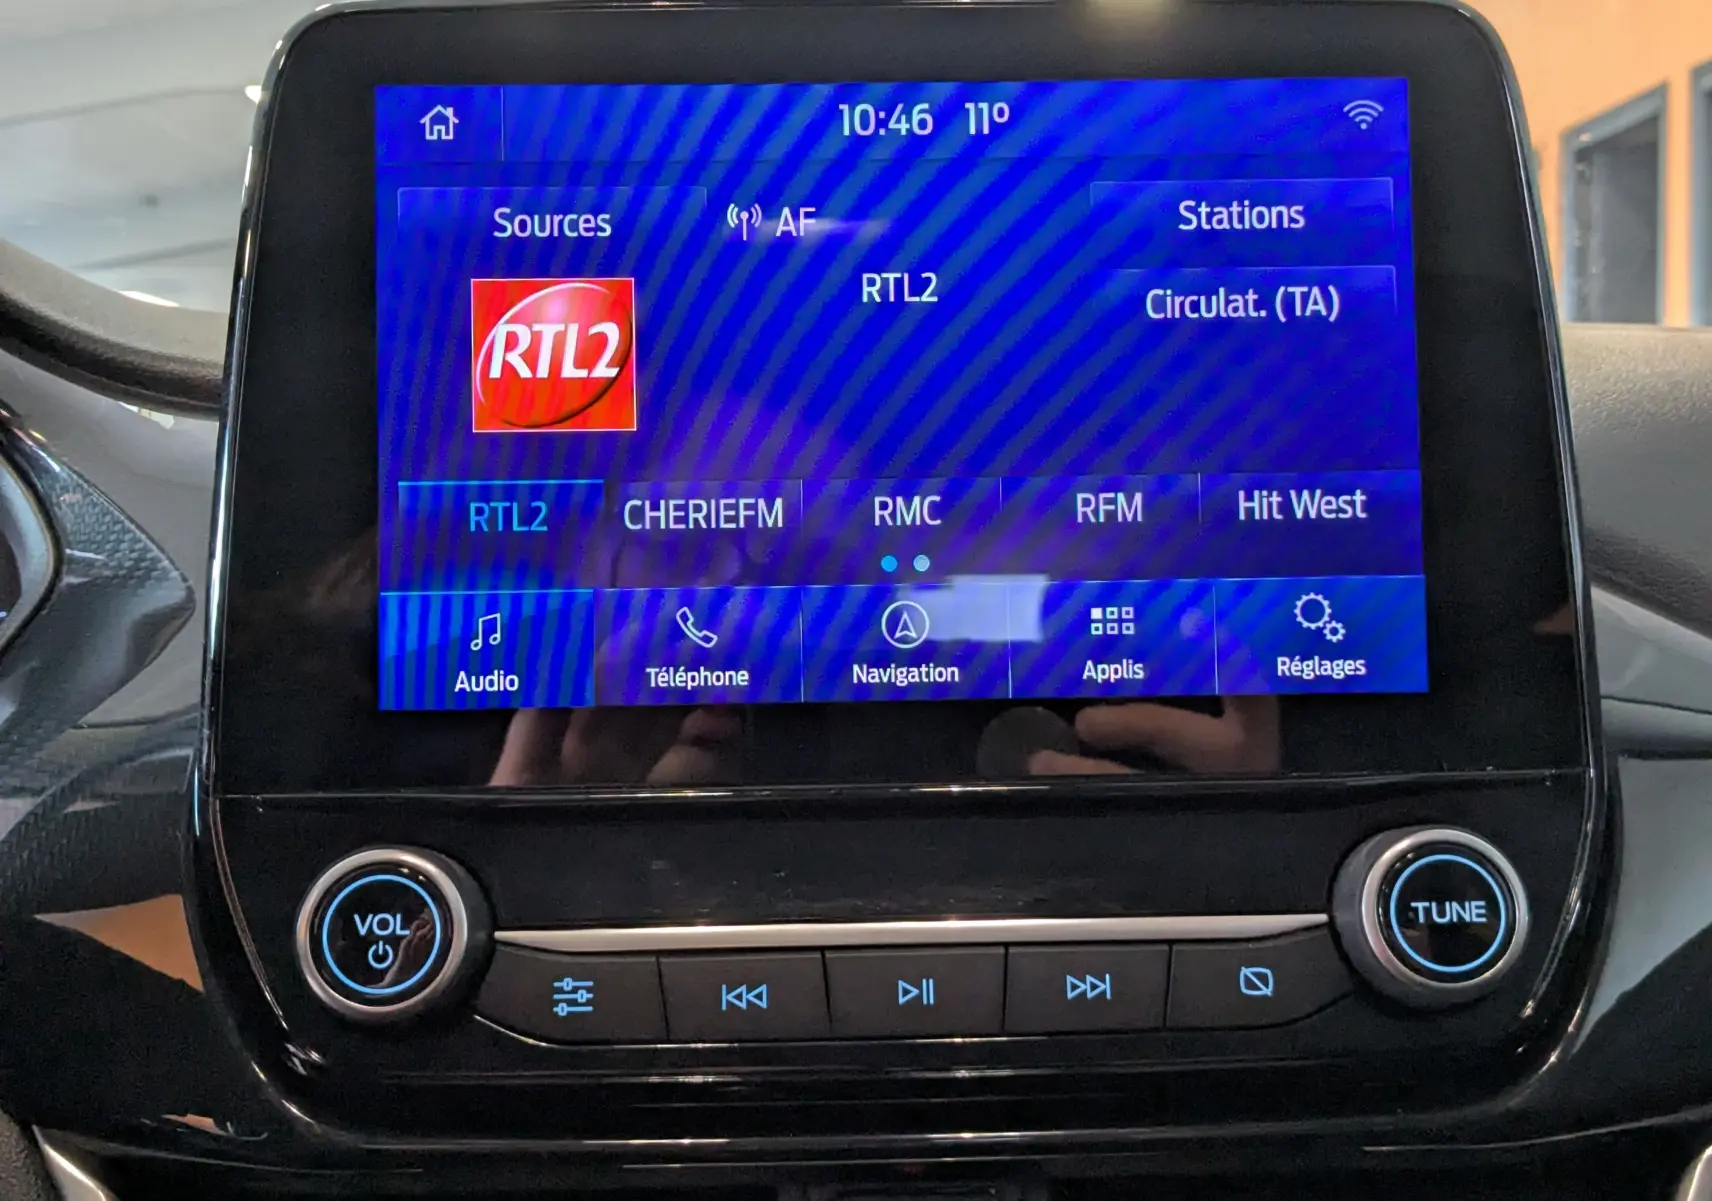 10:46 11°
Sources
AF
Stations
RTL2
Circulat. (TA)
RTL2
RTL2
CHERIEFM
RMC
RFM
Hit West
Audio
Téléphone
Navigation
Applis
Réglages
VOL
TUNE